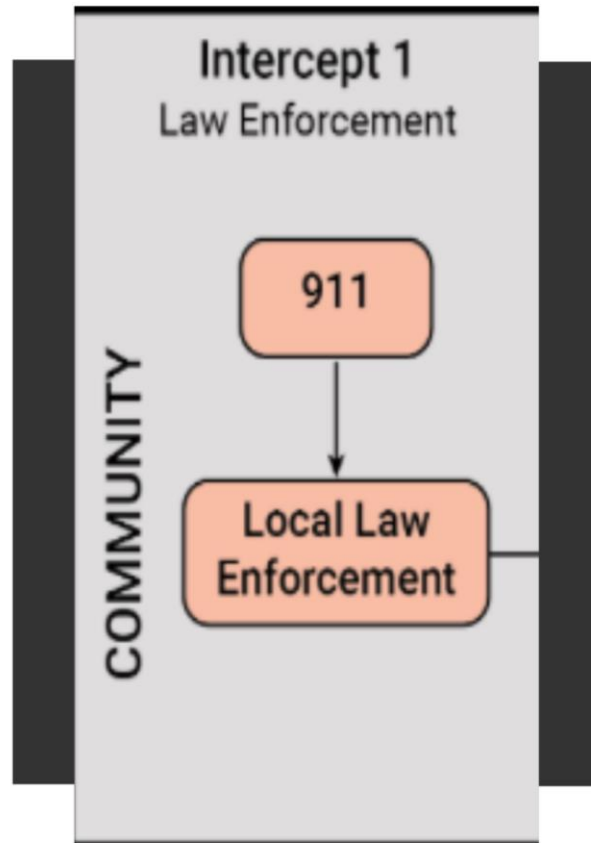 Intercept 1
Law Enforcement
911
COMMUNITY
Local Law
Enforcement